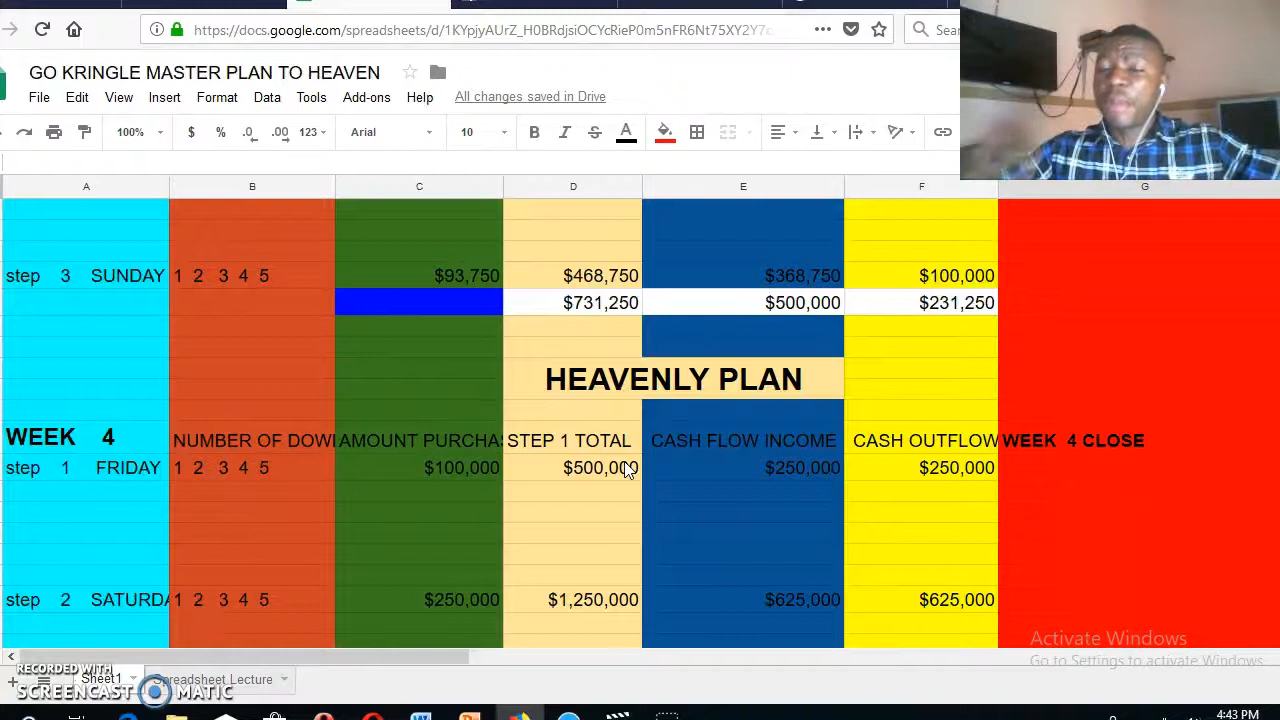 https://docs.google.com/spreadsheets/d/1KYpjyAUrZ_H0BRdjsiOCYcRieP0m5nFR6Nt75XY2Y7
Sear
GO KRINGLE MASTER PLAN TO HEAVEN
File Edit View Insert Format Data Tools Add-ons Help All changes saved in Drive
100% $ % .0 .00 123 Arial 10 B I S A
A B C D E F G
step 3 SUNDAY 1 2 3 4 5 $93,750 $468,750 $368,750 $100,000
$731,250 $500,000 $231,250
HEAVENLY PLAN
WEEK 4 NUMBER OF DOWN AMOUNT PURCHAS STEP 1 TOTAL CASH FLOW INCOME CASH OUTFLOW WEEK 4 CLOSE
step 1 FRIDAY 1 2 3 4 5 $100,000 $500,000 $250,000 $250,000
step 2 SATURDA 1 2 3 4 5 $250,000 $1,250,000 $625,000 $625,000
Activate Windows
Go to Settings to activate Windows.
RECORDED WITH
SCREENCAST MATIC
Sheet1 Spreadsheet Lecture
4:43 PM